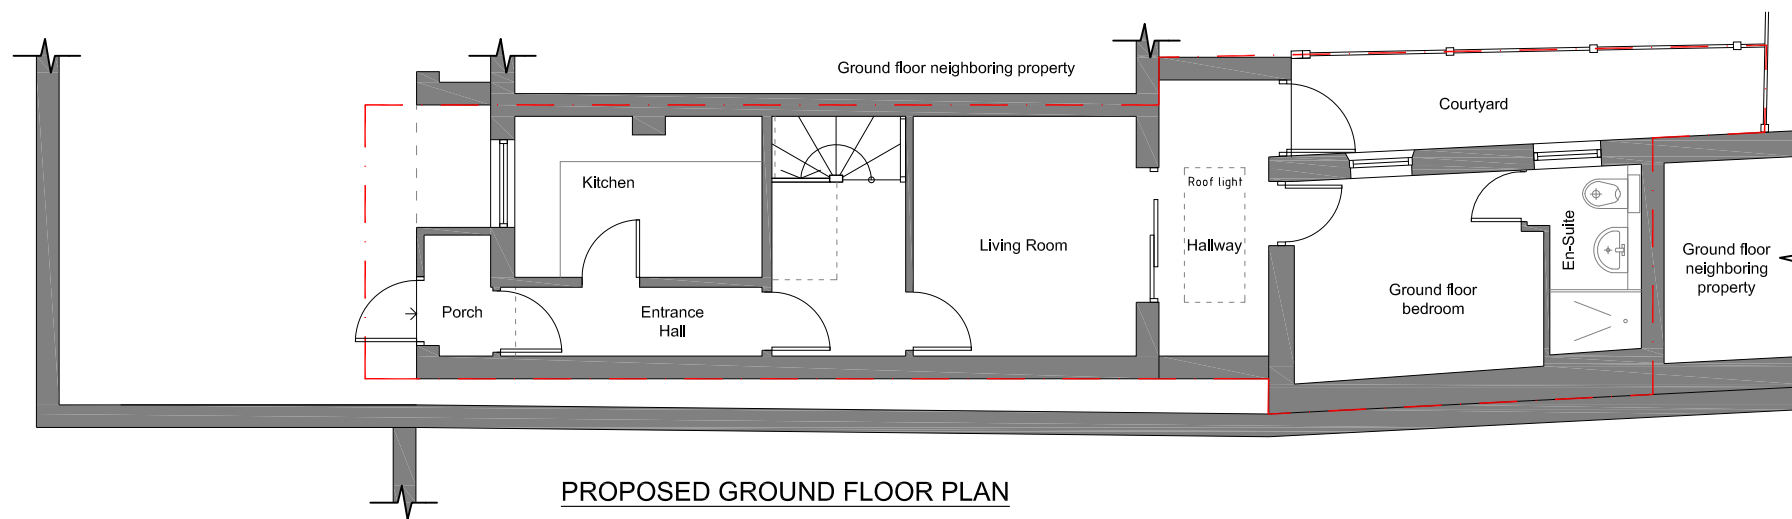 Ground floor neighboring property
Courtyard
Kitchen
Roof light
Living Room
Hallway
En-Suite
Ground floor
neighboring
property
Ground floor
bedroom
Porch
Entrance
Hall
PROPOSED GROUND FLOOR PLAN